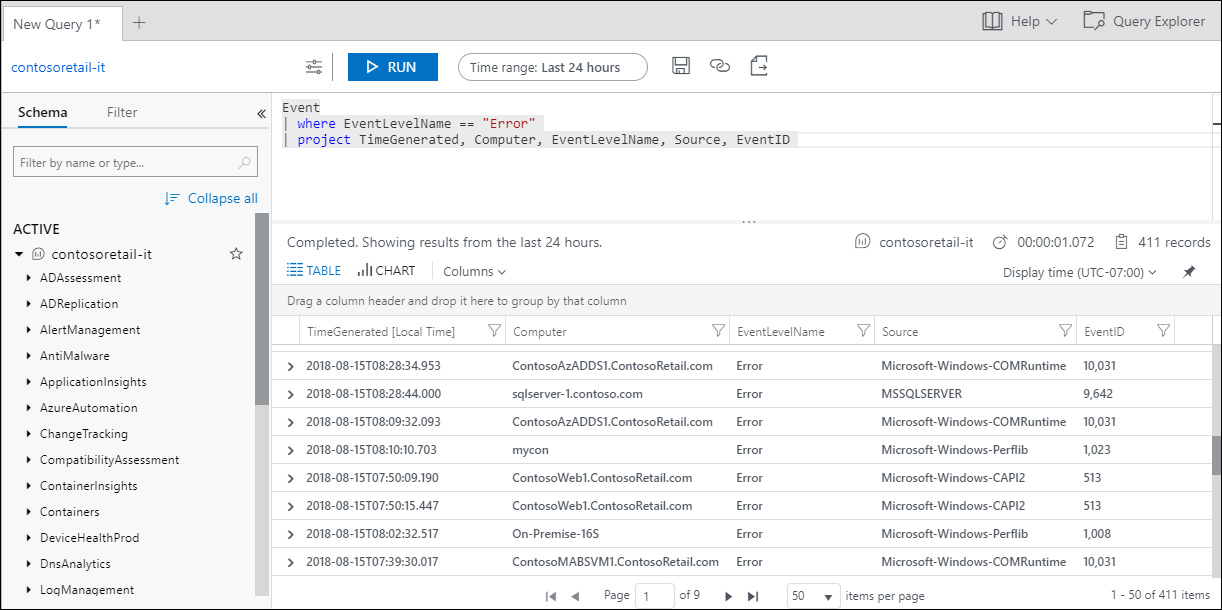 New Query 1* +
Help
Query Explorer
contosoretail-it
RUN
Time range: Last 24 hours
Schema
Filter
«
Filter by name or type...
Collapse all
ACTIVE
contosoretail-it
ADAssessment
ADReplication
AlertManagement
AntiMalware
ApplicationInsights
AzureAutomation
ChangeTracking
CompatibilityAssessment
ContainerInsights
Containers
DeviceHealthProd
DnsAnalytics
LogManagement
Event
| where EventLevelName == "Error"
| project TimeGenerated, Computer, EventLevelName, Source, EventID
Completed. Showing results from the last 24 hours.
contosoretail-it
00:00:01.072
411 records
TABLE
CHART
Columns
Display time (UTC-07:00)
Drag a column header and drop it here to group by that column
TimeGenerated [Local Time] Computer EventLevelName Source EventID
2018-08-15T08:28:34.953 ContosoAzADDS1.ContosoRetail.com Error Microsoft-Windows-COMRuntime 10,031
2018-08-15T08:28:44.000 sqlserver-1.contoso.com Error MSSQLSERVER 9,642
2018-08-15T08:09:32.093 ContosoAzADDS1.ContosoRetail.com Error Microsoft-Windows-COMRuntime 10,031
2018-08-15T08:10:10.703 mycon Error Microsoft-Windows-Perflib 1,023
2018-08-15T07:50:09.190 ContosoWeb1.ContosoRetail.com Error Microsoft-Windows-CAPI2 513
2018-08-15T07:50:15.447 ContosoWeb1.ContosoRetail.com Error Microsoft-Windows-CAPI2 513
2018-08-15T08:02:32.517 On-Premise-16S Error Microsoft-Windows-Perflib 1,008
2018-08-15T07:39:30.017 ContosoMABSVM1.ContosoRetail.com Error Microsoft-Windows-COMRuntime 10,031
Page 1 of 9
50 items per page
1 - 50 of 411 items